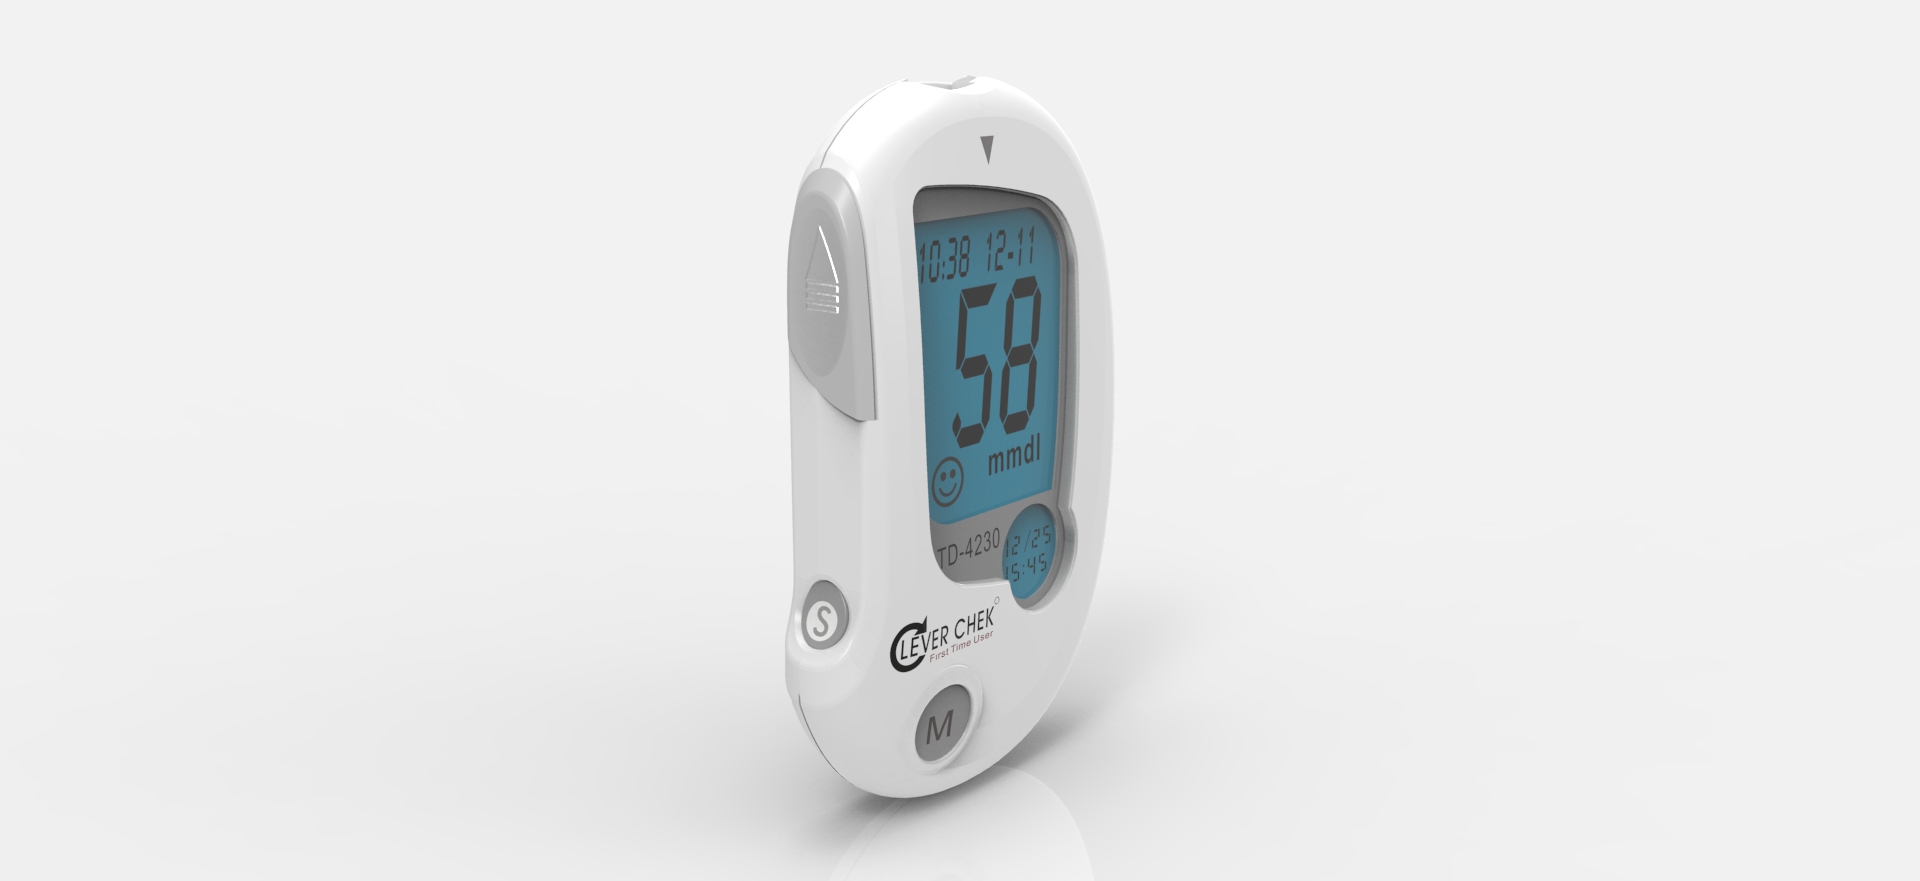 10:38 12-11
58
mmdl
TD-4230
12/25
15:45
S
CLEVER CHEK
First Time User
M